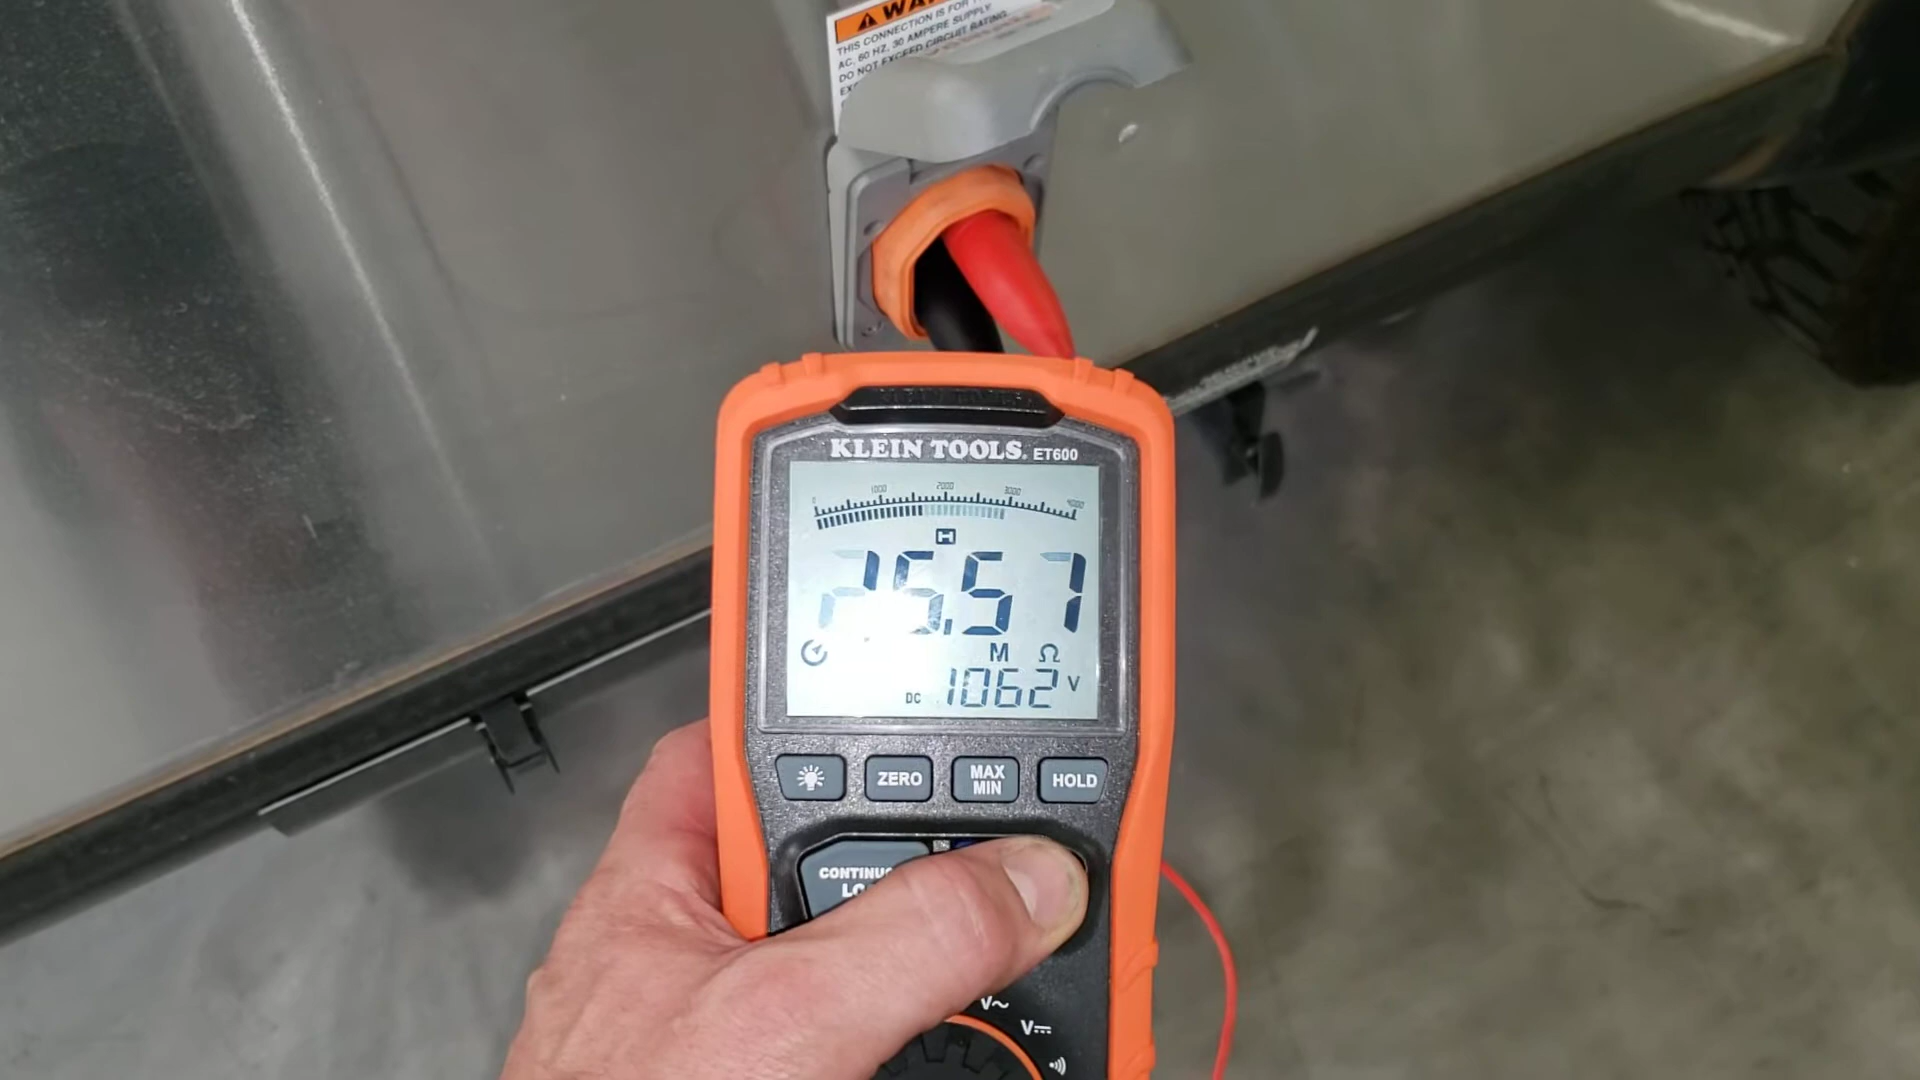 ⚠ WA
THIS CONNECTION IS FOR
AC, 60 HZ, 30 AMPERE SUPPLY.
DO NOT EXCEED CIRCUIT RATING.
KLEIN TOOLS® ET600
0 1000 2000 3000 4000
H
25.57
M Ω
DC 1062 V
ZERO
MAX
MIN
HOLD
V~